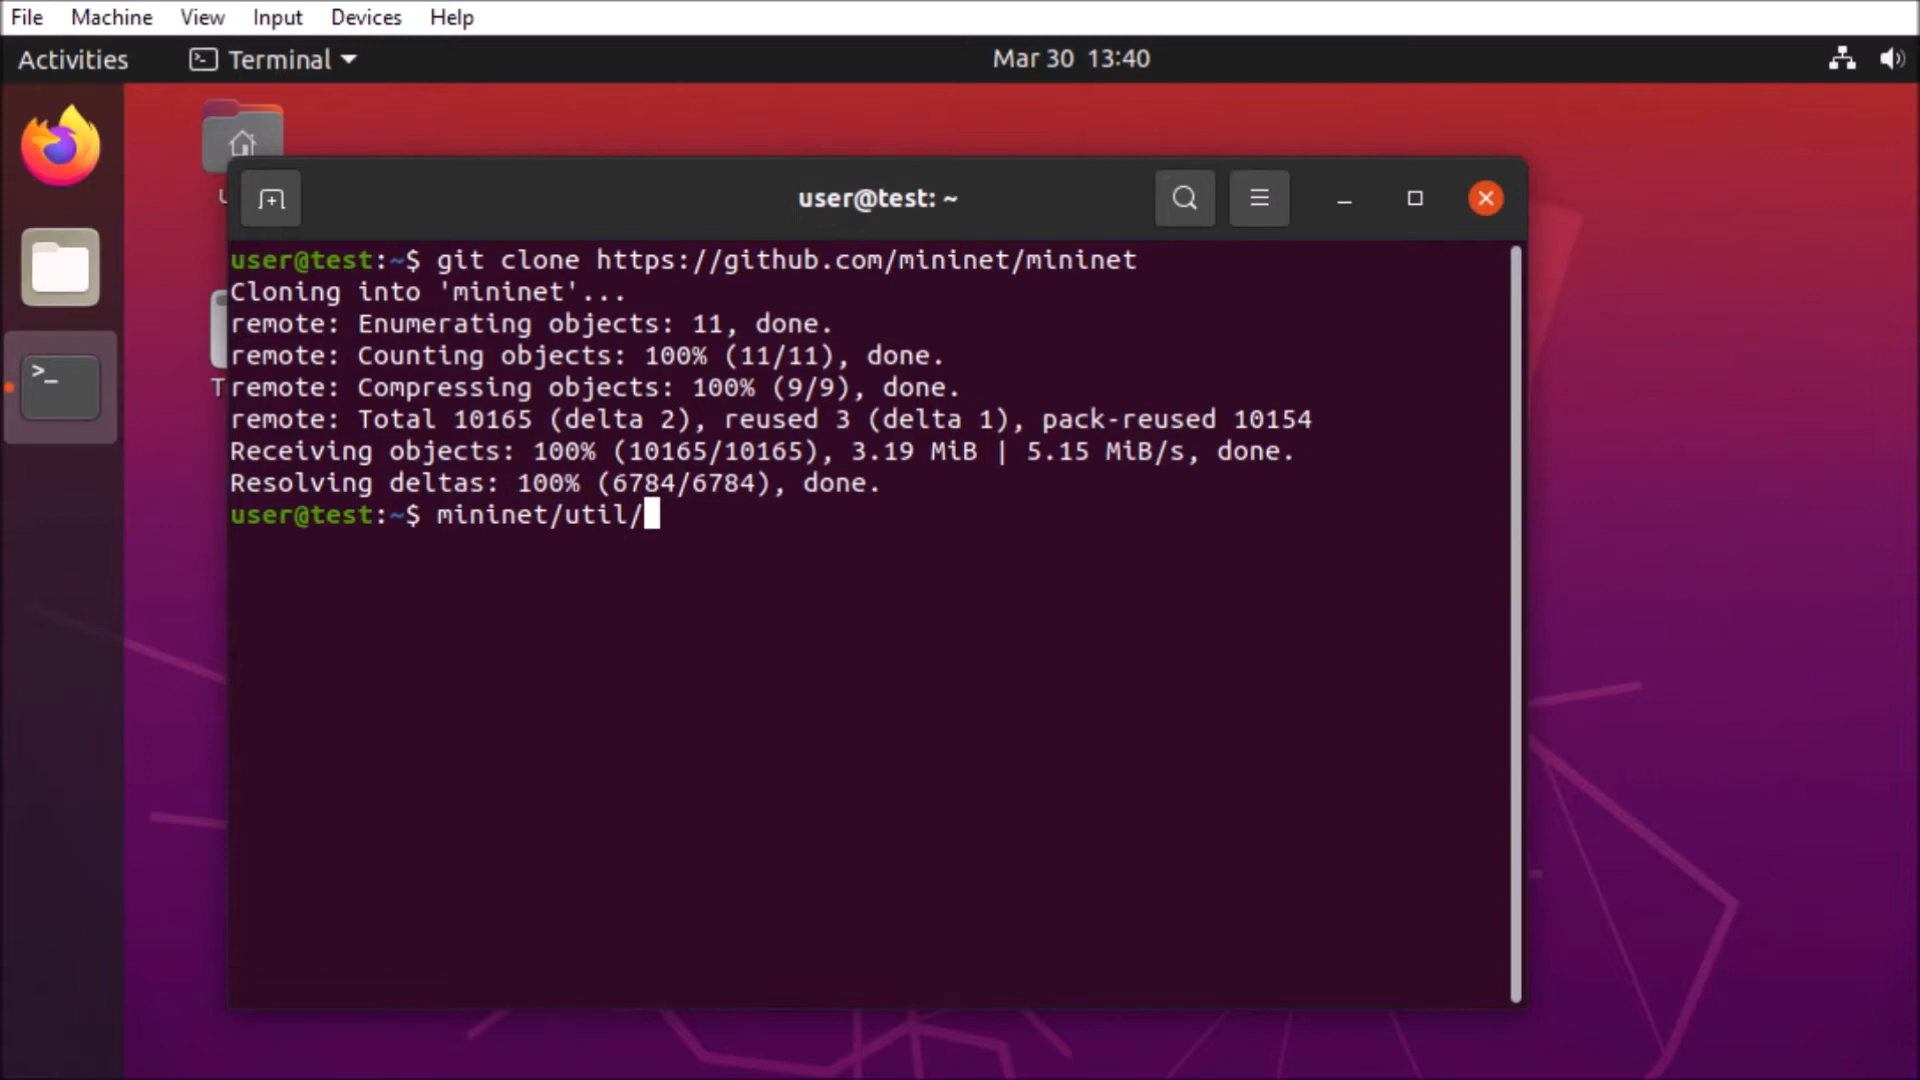 File Machine View Input Devices Help
Activities Terminal Mar 30 13:40
user@test: ~
user@test:~$ git clone https://github.com/mininet/mininet
Cloning into 'mininet'...
remote: Enumerating objects: 11, done.
remote: Counting objects: 100% (11/11), done.
remote: Compressing objects: 100% (9/9), done.
remote: Total 10165 (delta 2), reused 3 (delta 1), pack-reused 10154
Receiving objects: 100% (10165/10165), 3.19 MiB | 5.15 MiB/s, done.
Resolving deltas: 100% (6784/6784), done.
user@test:~$ mininet/util/